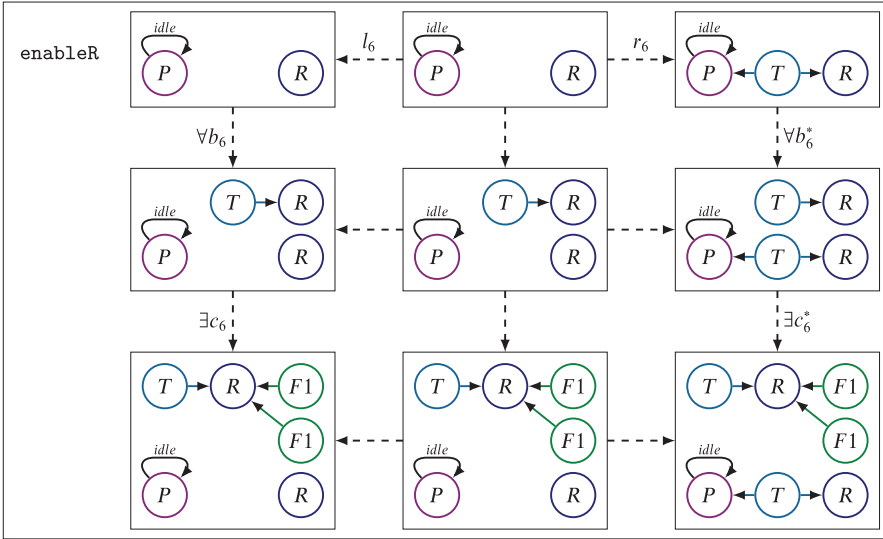 enableR
idle idle idle
l6 r6
P R P R P T R
∀b6 ∀b6*
T R T R T R
idle idle idle
P R P R P T R
∃c6 ∃c6*
T R F1 T R F1 T R F1
F1 F1 F1
idle idle idle
P R P R P T R